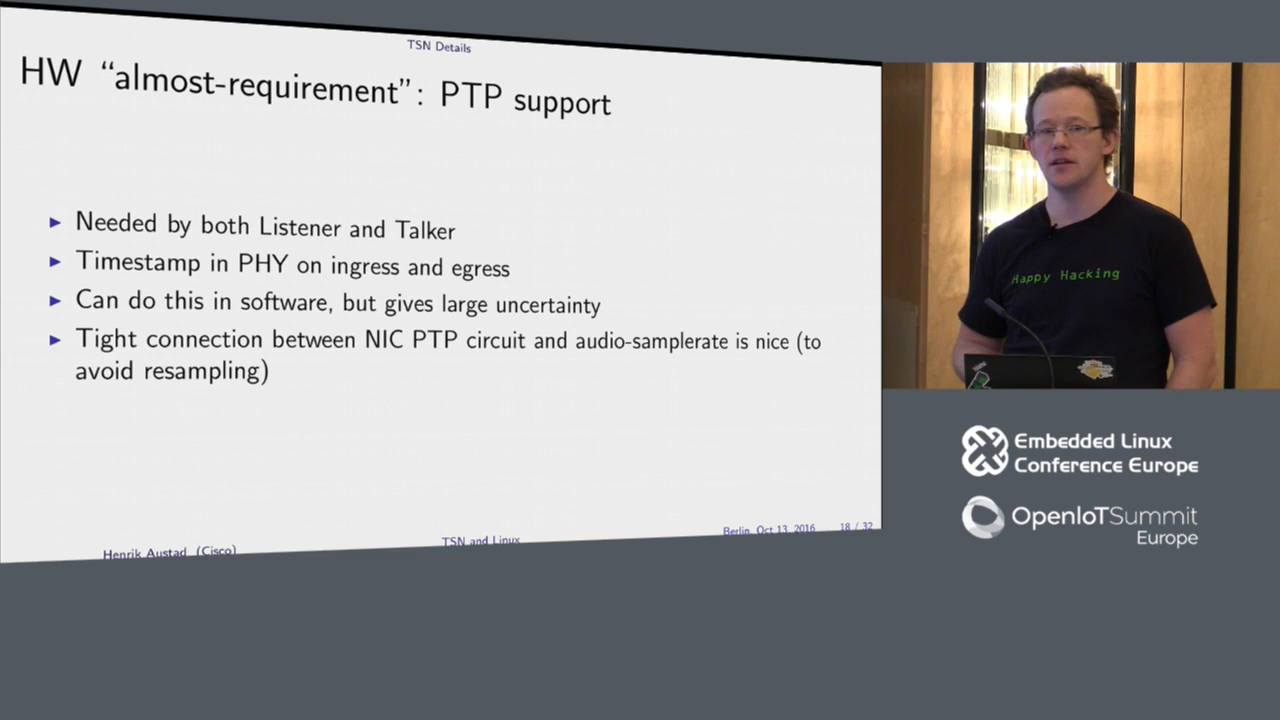 TSN Details
HW “almost-requirement”: PTP support
▶ Needed by both Listener and Talker
▶ Timestamp in PHY on ingress and egress
▶ Can do this in software, but gives large uncertainty
▶ Tight connection between NIC PTP circuit and audio-samplerate is nice (to
avoid resampling)
Henrik Austad (Cisco)
TSN and Linux
Berlin, Oct 13, 2016
18 / 32
Happy Hacking
Embedded Linux
Conference Europe
OpenIoTSummit
Europe